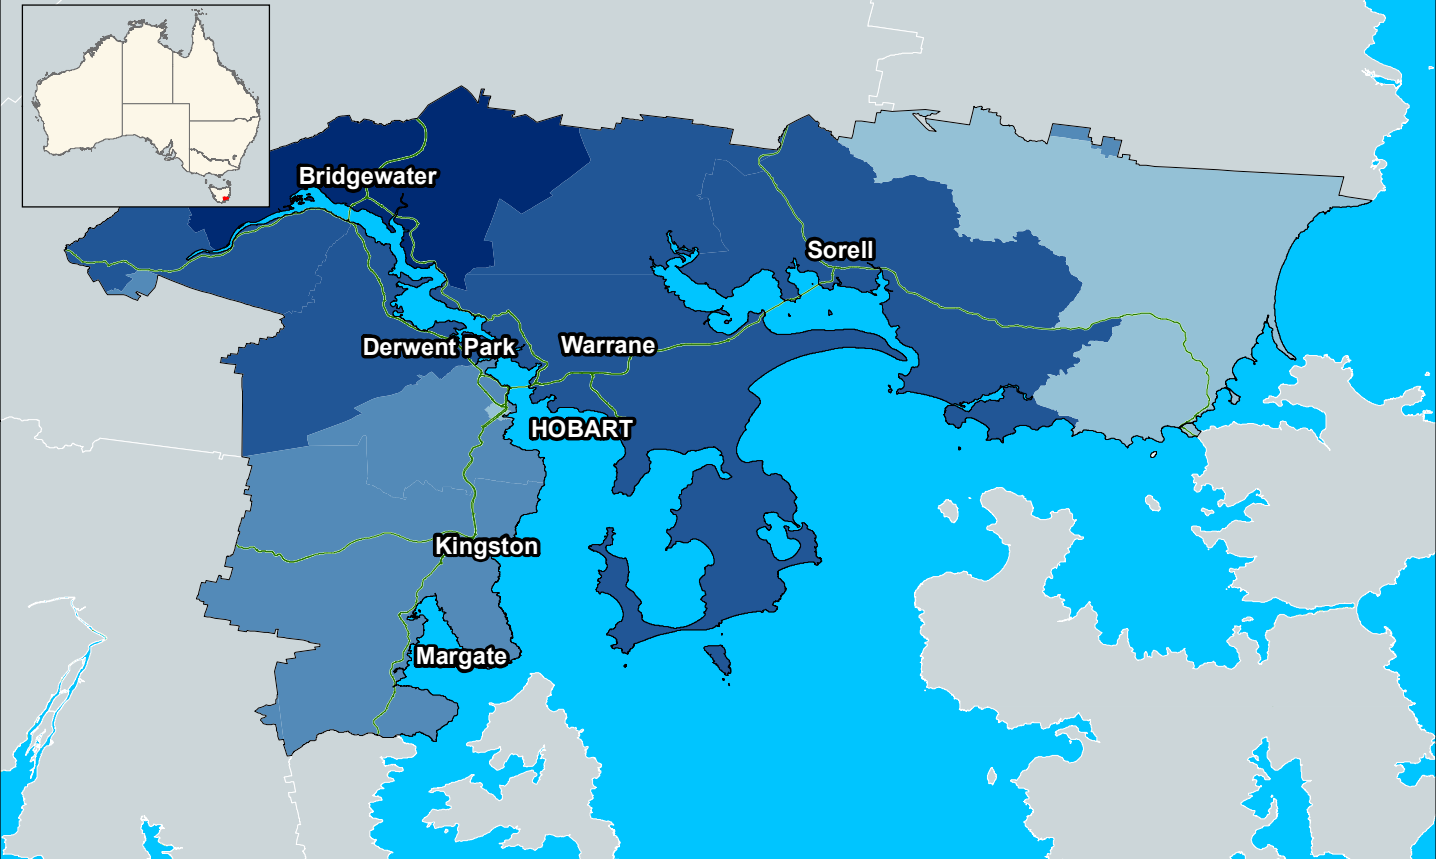 Bridgewater
Sorell
Derwent Park
Warrane
HOBART
Kingston
Margate